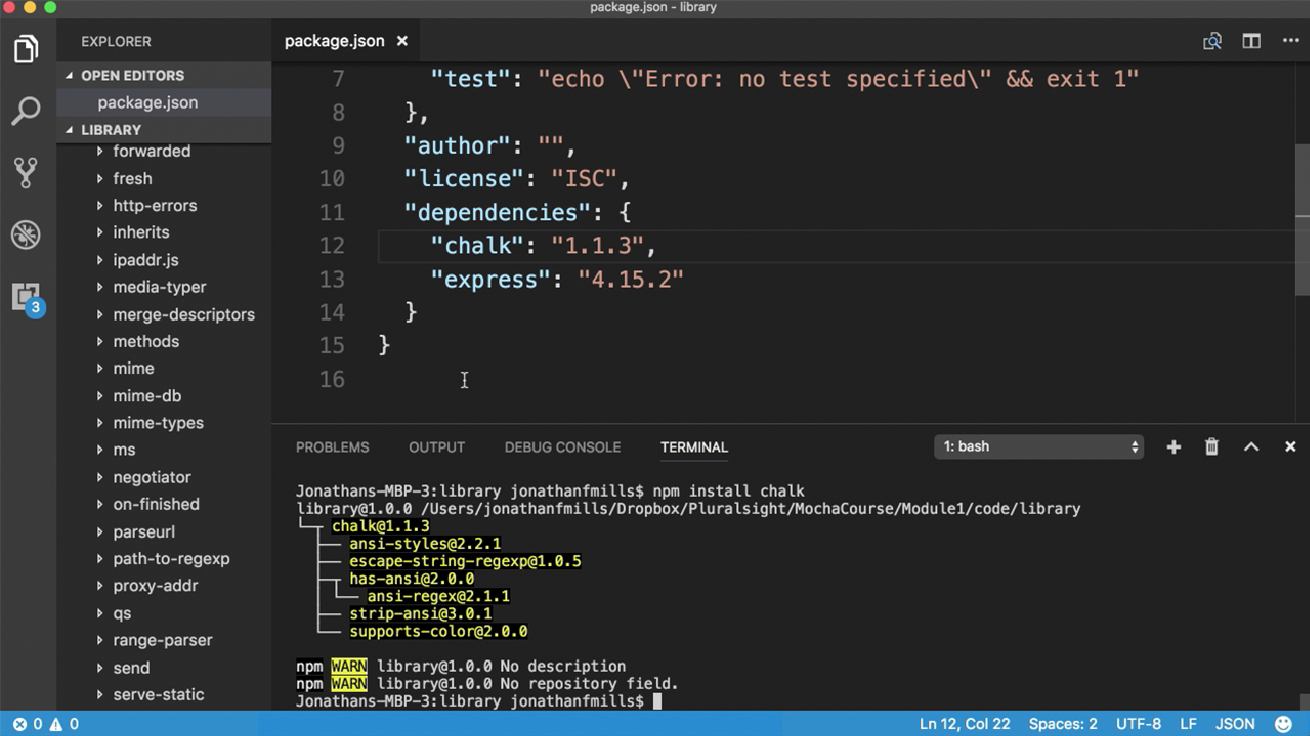 package.json - library
EXPLORER
OPEN EDITORS
package.json
LIBRARY
forwarded
fresh
http-errors
inherits
ipaddr.js
media-typer
merge-descriptors
methods
mime
mime-db
mime-types
ms
negotiator
on-finished
parseurl
path-to-regexp
proxy-addr
qs
range-parser
send
serve-static
3
package.json
7 "test": "echo \"Error: no test specified\" && exit 1"
8 },
9 "author": "",
10 "license": "ISC",
11 "dependencies": {
12 "chalk": "1.1.3",
13 "express": "4.15.2"
14 }
15 }
16
PROBLEMS OUTPUT DEBUG CONSOLE TERMINAL 1: bash
Jonathans-MBP-3:library jonathanfmills$ npm install chalk
library@1.0.0 /Users/jonathanfmills/Dropbox/Pluralsight/MochaCourse/Module1/code/library
└─┬ chalk@1.1.3
├── ansi-styles@2.2.1
├── escape-string-regexp@1.0.5
├─┬ has-ansi@2.0.0
│ └── ansi-regex@2.1.1
├── strip-ansi@3.0.1
└── supports-color@2.0.0
npm WARN library@1.0.0 No description
npm WARN library@1.0.0 No repository field.
Jonathans-MBP-3:library jonathanfmills$
0 0 Ln 12, Col 22 Spaces: 2 UTF-8 LF JSON